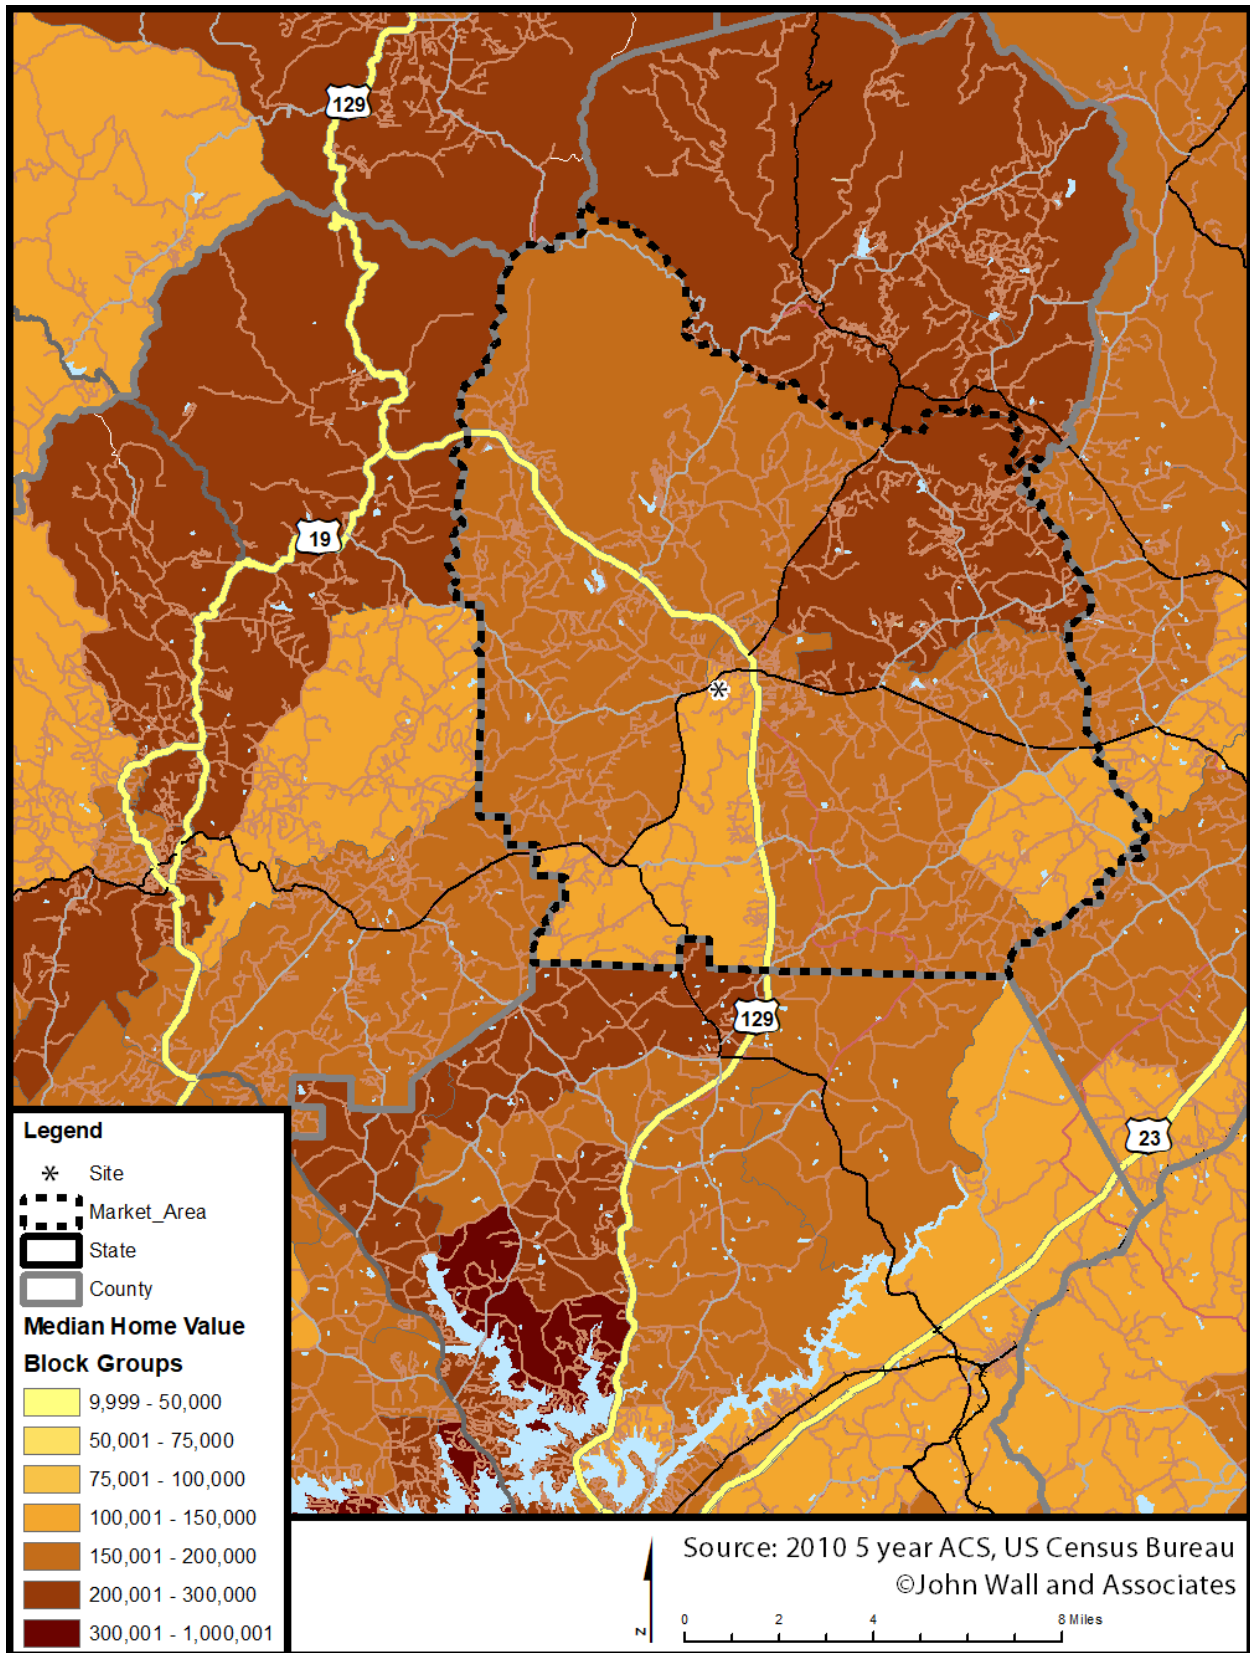 129
19
129
23
Legend
Site
Market_Area
State
County
Median Home Value
Block Groups
9,999 - 50,000
50,001 - 75,000
75,001 - 100,000
100,001 - 150,000
150,001 - 200,000
200,001 - 300,000
300,001 - 1,000,001
Source: 2010 5 year ACS, US Census Bureau
©John Wall and Associates
N
0 2 4 8 Miles